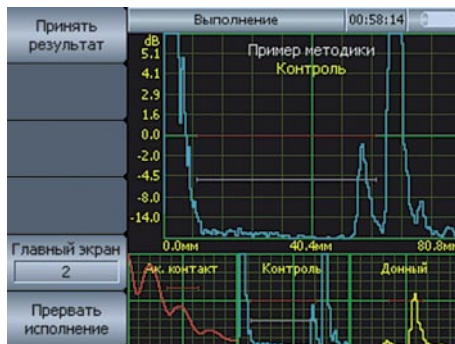 Принять
результат
Выполнение
00:58:14
dB
5.1
4.1
2.9
1.6
0.0
-2.0
-4.5
-8.0
-14.0
Пример методики
Контроль
0.0мм
40.4мм
80.8м
Главный экран
2
Ак. контакт
Контроль
Донный
Прервать
исполнение